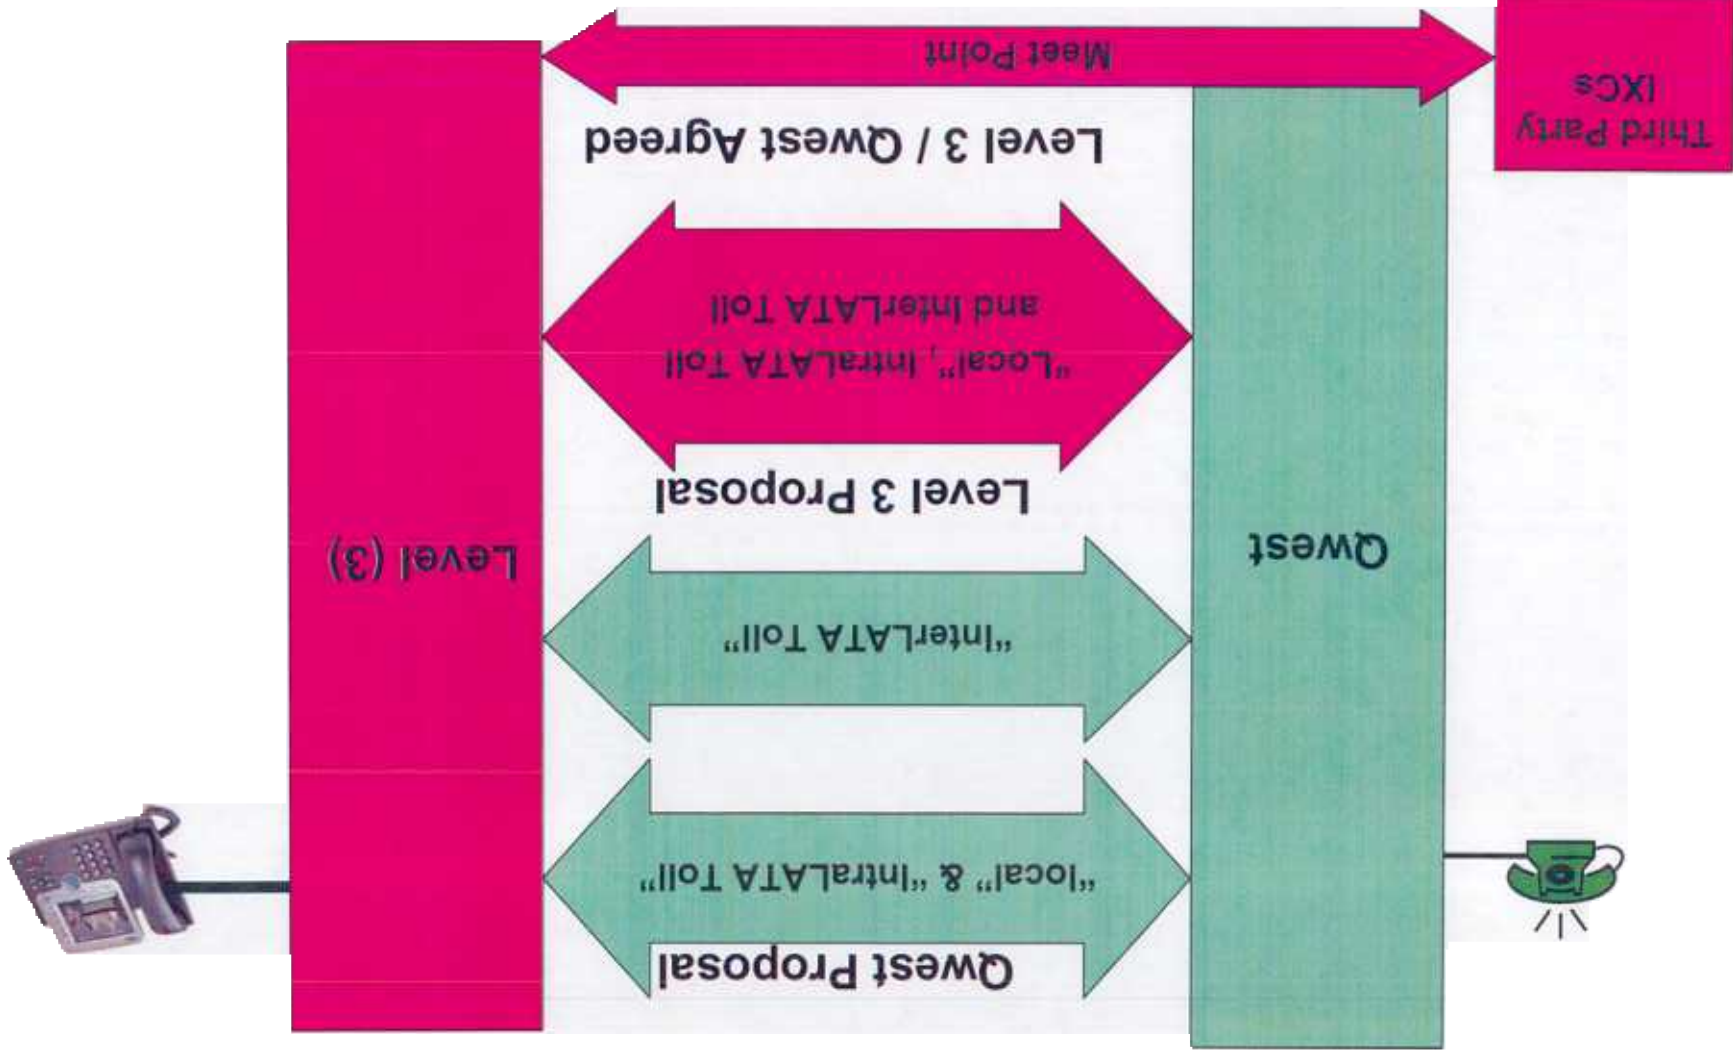 Qwest Proposal
“local” & “IntraLATA Toll”
“InterLATA Toll”
Qwest
Level (3)
Level 3 Proposal
“Local”, IntraLATA Toll
and InterLATA Toll
Level 3 / Qwest Agreed
Third Party
IXCs
Meet Point